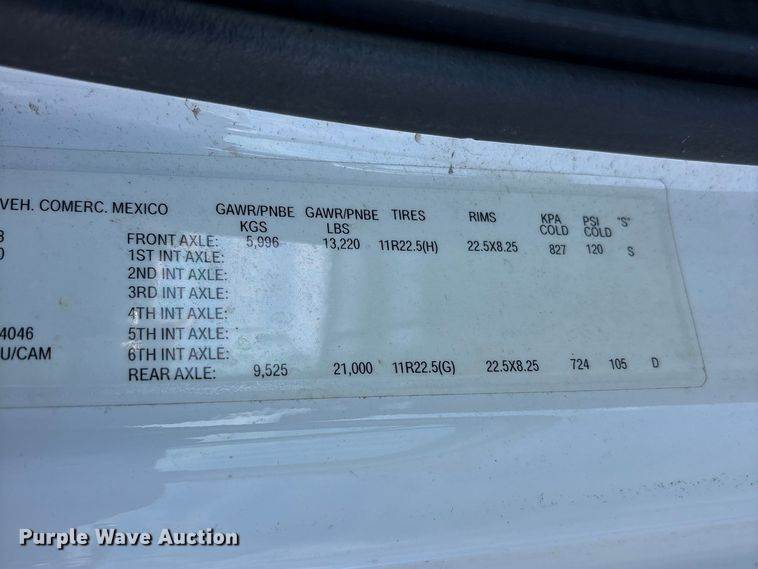 VEH. COMERC. MEXICO GAWR/PNBE KGS GAWR/PNBE LBS TIRES RIMS KPA COLD PSI COLD "S"
FRONT AXLE: 5,996 13,220 11R22.5(H) 22.5X8.25 827 120 S
1ST INT AXLE:
2ND INT AXLE:
3RD INT AXLE:
4TH INT AXLE:
4046 5TH INT AXLE:
U/CAM 6TH INT AXLE:
REAR AXLE: 9,525 21,000 11R22.5(G) 22.5X8.25 724 105 D
Purple Wave Auction